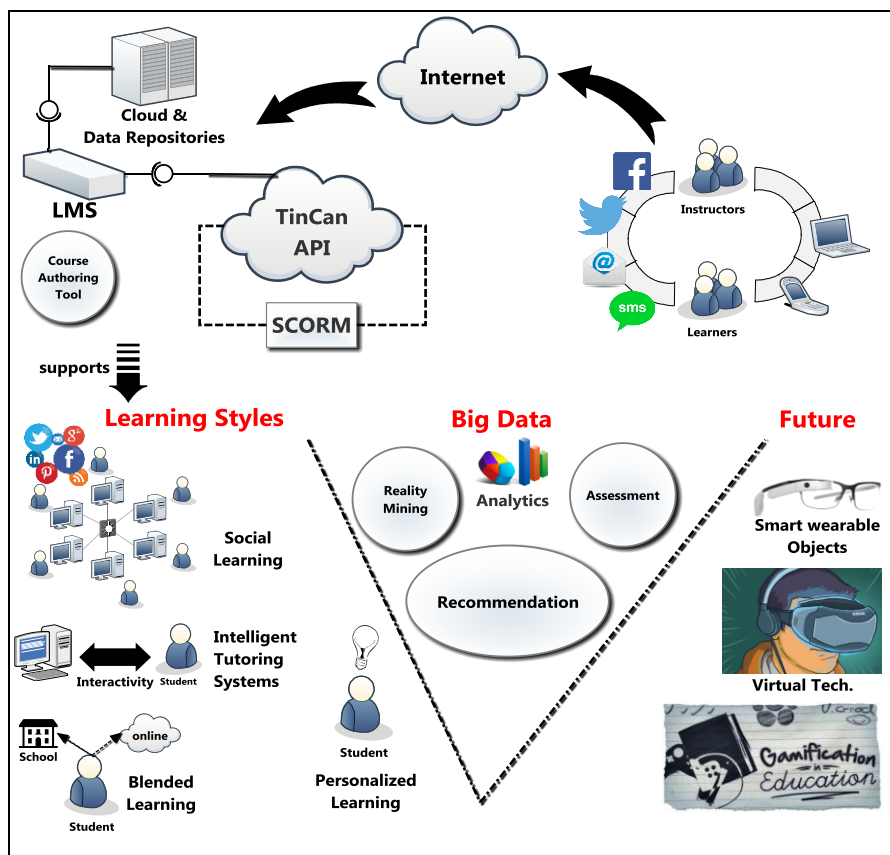 Internet
Cloud &
Data Repositories
LMS
TinCan
API
SCORM
Course
Authoring
Tool
f
Instructors
@
sms
Learners
supports
Learning Styles
g+
f
in
Social
Learning
Interactivity
Student
Intelligent
Tutoring
Systems
School
online
Student
Blended
Learning
Student
Personalized
Learning
Big Data
Reality
Mining
Analytics
Assessment
Recommendation
Future
Smart wearable
Objects
Virtual Tech.
Gamification
in
Education